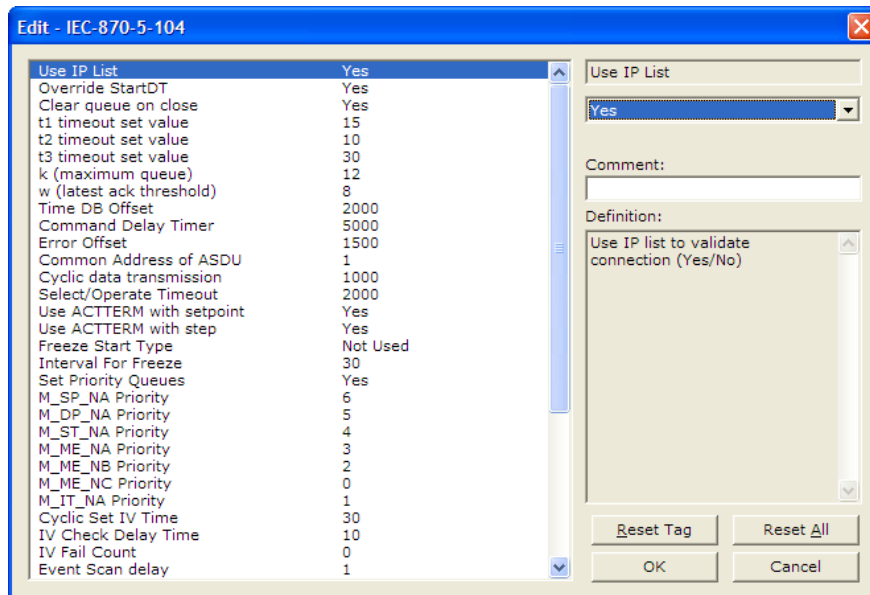 Edit - IEC-870-5-104
Use IP List Yes
Override StartDT Yes
Clear queue on close Yes
t1 timeout set value 15
t2 timeout set value 10
t3 timeout set value 30
k (maximum queue) 12
w (latest ack threshold) 8
Time DB Offset 2000
Command Delay Timer 5000
Error Offset 1500
Common Address of ASDU 1
Cyclic data transmission 1000
Select/Operate Timeout 2000
Use ACTTERM with setpoint Yes
Use ACTTERM with step Yes
Freeze Start Type Not Used
Interval For Freeze 30
Set Priority Queues Yes
M_SP_NA Priority 6
M_DP_NA Priority 5
M_ST_NA Priority 4
M_ME_NA Priority 3
M_ME_NB Priority 2
M_ME_NC Priority 0
M_IT_NA Priority 1
Cyclic Set IV Time 30
IV Check Delay Time 10
IV Fail Count 0
Event Scan delay 1
Use IP List
Yes
Comment:
Definition:
Use IP list to validate
connection (Yes/No)
Reset Tag Reset All
OK Cancel